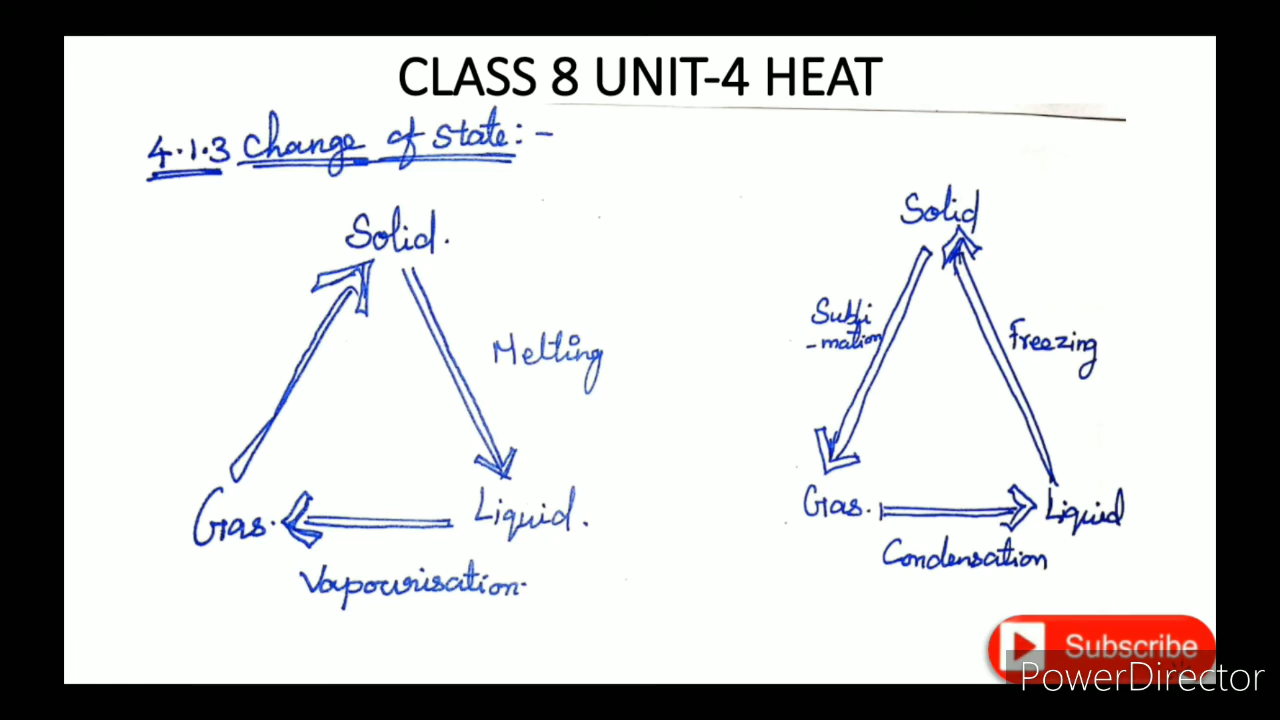 CLASS 8 UNIT-4 HEAT
4.1.3 Change of State:-
Solid.
Melting
Gas.
Liquid.
Vapourisation.
Solid
Subli
-mation
Freezing
Gas.
Liquid
Condensation
Subscribe
PowerDirector